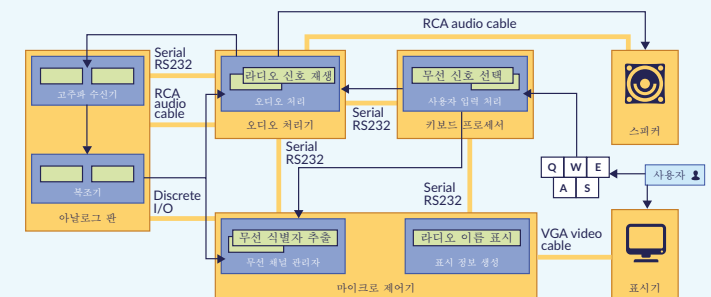 RCA audio cable
Serial
RS232
라디오 신호 재생
무선 신호 선택
고주파 수신기
RCA
audio
cable
오디오 처리
사용자 입력 처리
Serial
RS232
오디오 처리기
키보드 프로세서
스피커
Serial
RS232
Q W E
A S
사용자
복조기
Discrete
I/O
Serial
RS232
아날로그 판
무선 식별자 추출
라디오 이름 표시
VGA video
cable
무선 채널 관리자
표시 정보 생성
마이크로 제어기
표시기